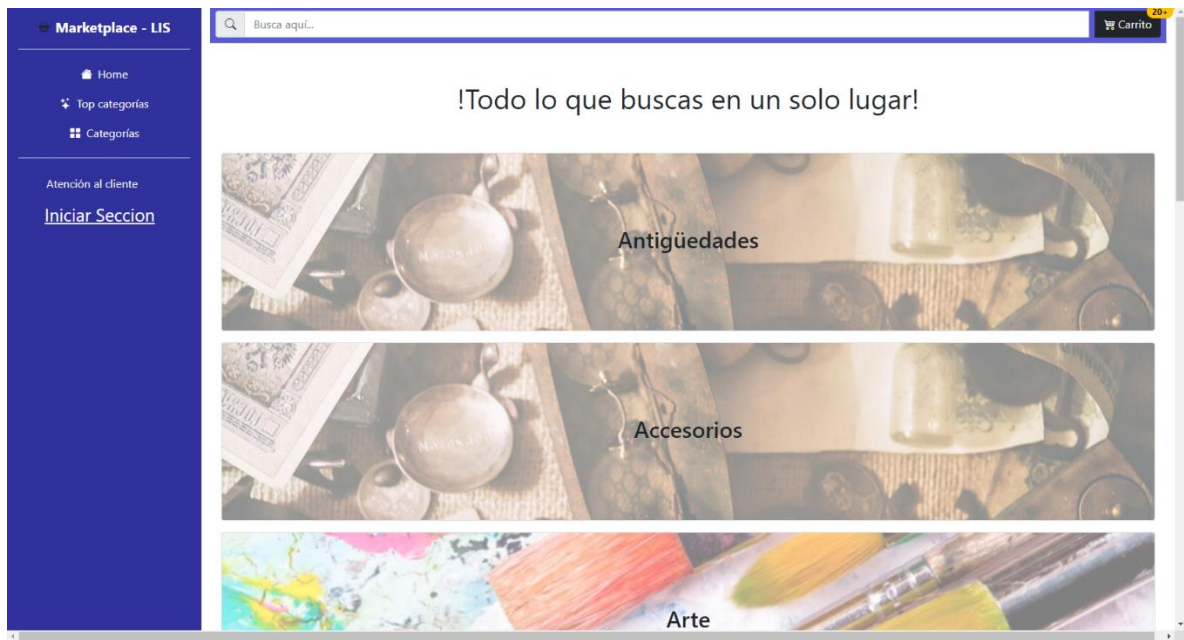 Marketplace - LIS
Home
Top categorías
Categorías
Atención al cliente
Iniciar Seccion
Busca aquí...
Carrito
20+
!Todo lo que buscas en un solo lugar!
Antigüedades
Accesorios
Arte